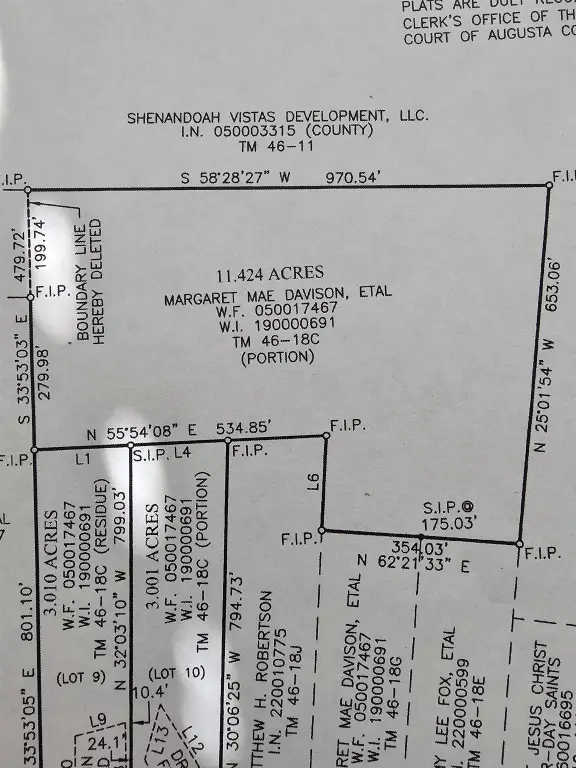 PLATS ARE DULY
CLERK'S OFFICE OF TH
COURT OF AUGUSTA CO
SHENANDOAH VISTAS DEVELOPMENT, LLC.
I.N. 050003315 (COUNTY)
TM 46-11
F.I.P.
S 58°28'27" W 970.54'
F.I.
479.72'
199.74'
BOUNDARY LINE
HEREBY DELETED
F.I.P.
S 33°53'03" E
279.98'
11.424 ACRES
MARGARET MAE DAVISON, ETAL
W.F. 050017467
W.I. 190000691
TM 46-18C
(PORTION)
N 25°01'54" W 653.06'
N 55°54'08" E 534.85'
F.I.P.
F.I.P.
L1
S.I.P.
L4
F.I.P.
L6
S.I.P.@
175.03'
F.I.P.
354.03'
N 62°21'33" E
F.I.P.
AL
7
33°53'05" E 801.10'
3.010 ACRES
W.F. 050017467
W.I. 190000691
TM 46-18C (RESIDUE)
(LOT 9)
N 32°03'10" W 799.03'
3.001 ACRES
W.F. 050017467
W.I. 190000691
TM 46-18C (PORTION)
(LOT 10)
N 30°06'25" W 794.73'
TTHEW H. ROBERTSON
I.N. 220010775
TM 46-18J
RET MAE DAVISON, ETAL
W.F. 050017467
W.I. 190000691
TM 46-18G
Y LEE FOX, ETAL
220000599
TM 46-18E
JESUS CHRIST
R-DAY SAINTS
60016695
10.4'
L9
24.1'
L13
L12
DR